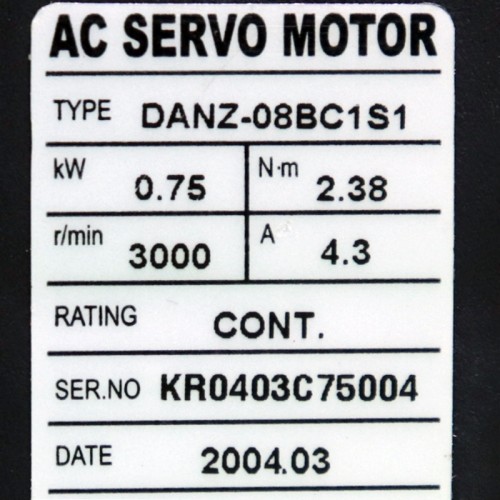 AC SERVO MOTOR
TYPE DANZ-08BC1S1
kW 0.75 N·m 2.38
r/min 3000 A 4.3
RATING CONT.
SER.NO KR0403C75004
DATE 2004.03